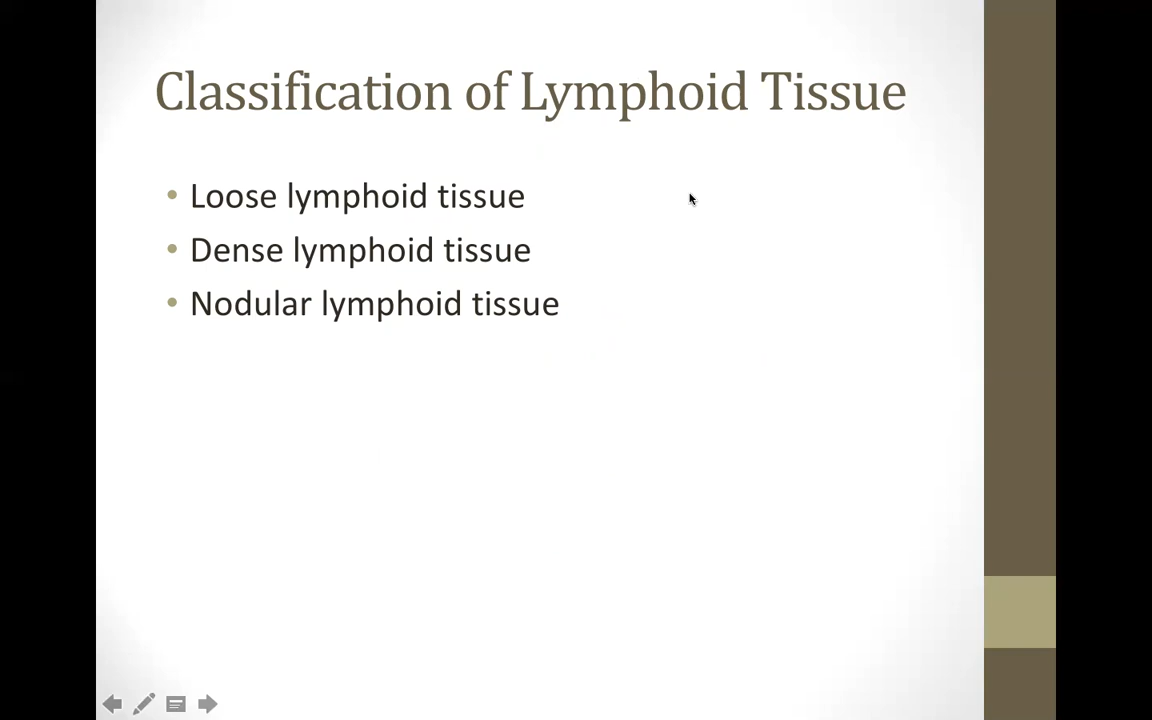 Classification of Lymphoid Tissue
• Loose lymphoid tissue
• Dense lymphoid tissue
• Nodular lymphoid tissue